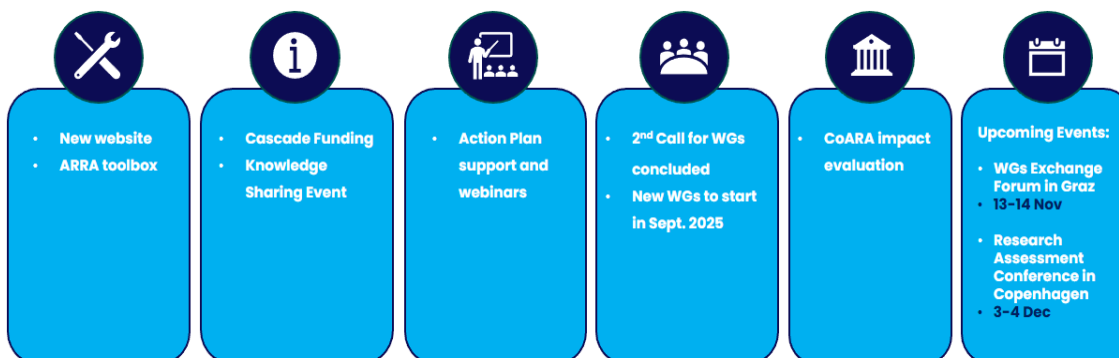 • New website
• ARRA toolbox
• Cascade Funding
• Knowledge
Sharing Event
• Action Plan
support and
webinars
• 2nd Call for WGs
concluded
• New WGs to start
in Sept. 2025
• CoARA impact
evaluation
Upcoming Events:
• WGs Exchange
Forum in Graz
• 13-14 Nov
• Research
Assessment
Conference in
Copenhagen
• 3-4 Dec